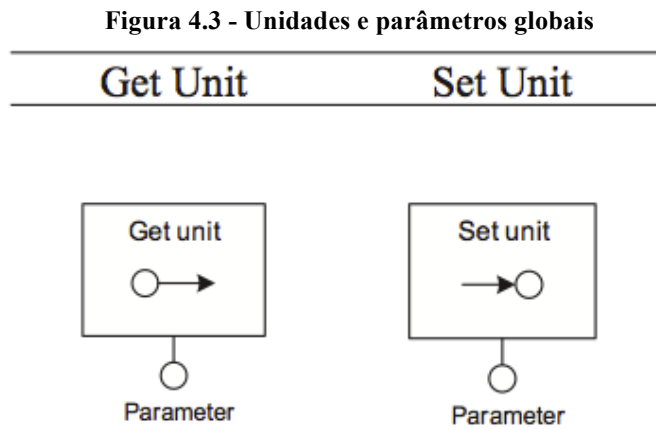 Figura 4.3 - Unidades e parâmetros globais
Get Unit Set Unit
Get unit Set unit
Parameter Parameter